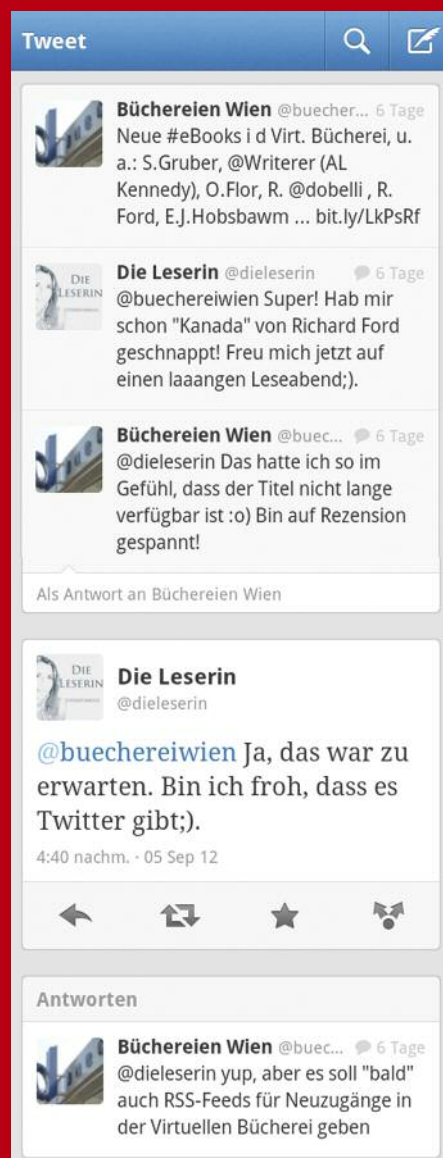 Tweet
Büchereien Wien @buecher... 6 Tage
Neue #eBooks i d Virt. Bücherei, u.
a.: S.Gruber, @Writerer (AL
Kennedy), O.Flor, R. @dobelli , R.
Ford, E.J.Hobsbawm ... bit.ly/LkPsRf
DIE
LESERIN
Die Leserin @dieleserin 6 Tage
@buechereiwien Super! Hab mir
schon "Kanada" von Richard Ford
geschnappt! Freu mich jetzt auf
einen laaangen Leseabend;).
Büchereien Wien @buec... 6 Tage
@dieleserin Das hatte ich so im
Gefühl, dass der Titel nicht lange
verfügbar ist :o) Bin auf Rezension
gespannt!
Als Antwort an Büchereien Wien
DIE
LESERIN
Die Leserin
@dieleserin
@buechereiwien Ja, das war zu
erwarten. Bin ich froh, dass es
Twitter gibt;).
4:40 nachm. · 05 Sep 12
Antworten
Büchereien Wien @buec... 6 Tage
@dieleserin yup, aber es soll "bald"
auch RSS-Feeds für Neuzugänge in
der Virtuellen Bücherei geben